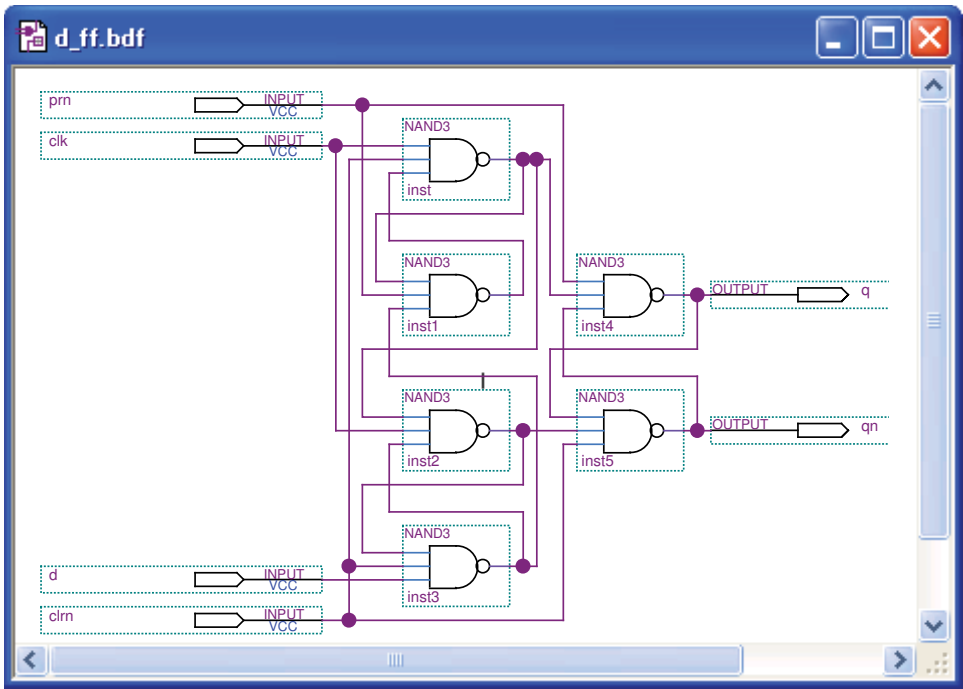 d_ff.bdf
prn INPUT
VCC
clk INPUT
VCC
NAND3
inst
NAND3
inst1
NAND3
inst4
OUTPUT q
NAND3
inst2
NAND3
inst5
OUTPUT qn
NAND3
inst3
d INPUT
VCC
clrn INPUT
VCC